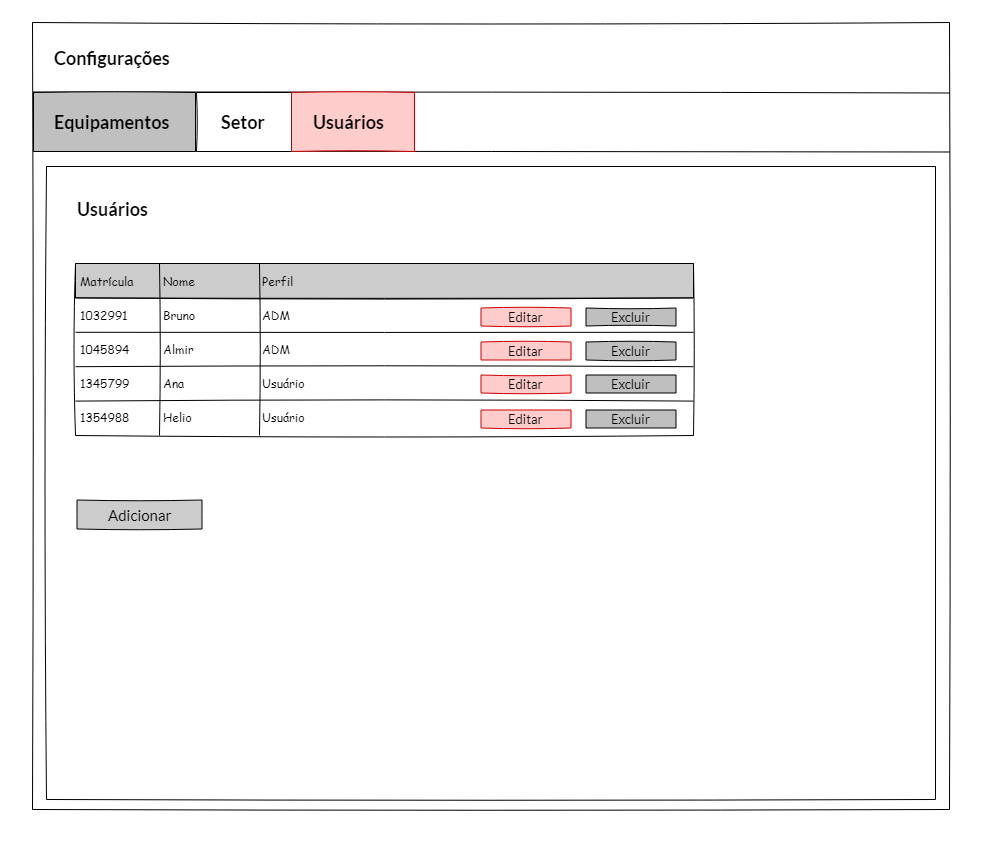 Configurações
Equipamentos Setor Usuários
Usuários
Matrícula Nome Perfil
1032991 Bruno ADM Editar Excluir
1045894 Almir ADM Editar Excluir
1345799 Ana Usuário Editar Excluir
1354988 Helio Usuário Editar Excluir
Adicionar